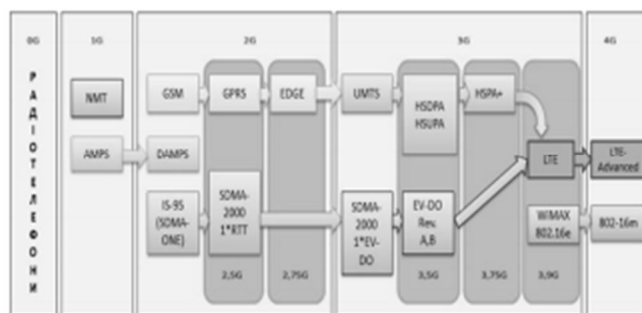 0G
1G
2G
3G
4G
РАДІОТЕЛЕФОНИ
NMT
GSM
GPRS
EDGE
UMTS
HSDPA
HSUPA
HSPA+
AMPS
DAMPS
LTE
LTE-
Advanced
IS-95
(SDMA-
ONE)
SDMA-
2000
1*RTT
SDMA-
2000
1*EV-
DO
EV-DO
Rev.
A,B
WiMAX
802.16e
802-16m
2,5G
2,75G
3,5G
3,75G
3,9G